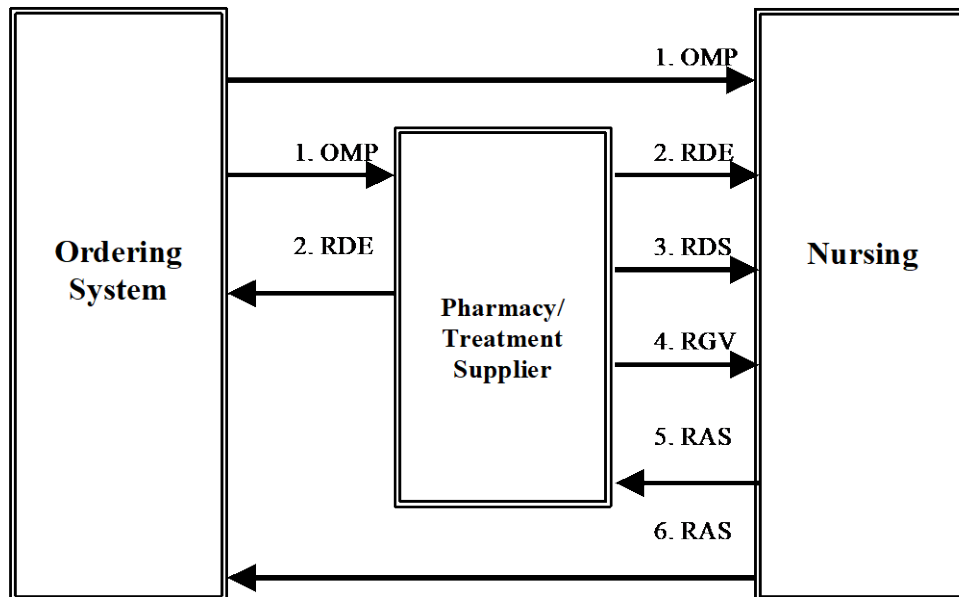 1. OMP
1. OMP
2. RDE
Ordering
System
2. RDE
3. RDS
Nursing
Pharmacy/
Treatment
Supplier
4. RGV
5. RAS
6. RAS